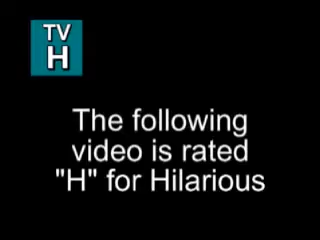 TV
H
The following
video is rated
"H" for Hilarious